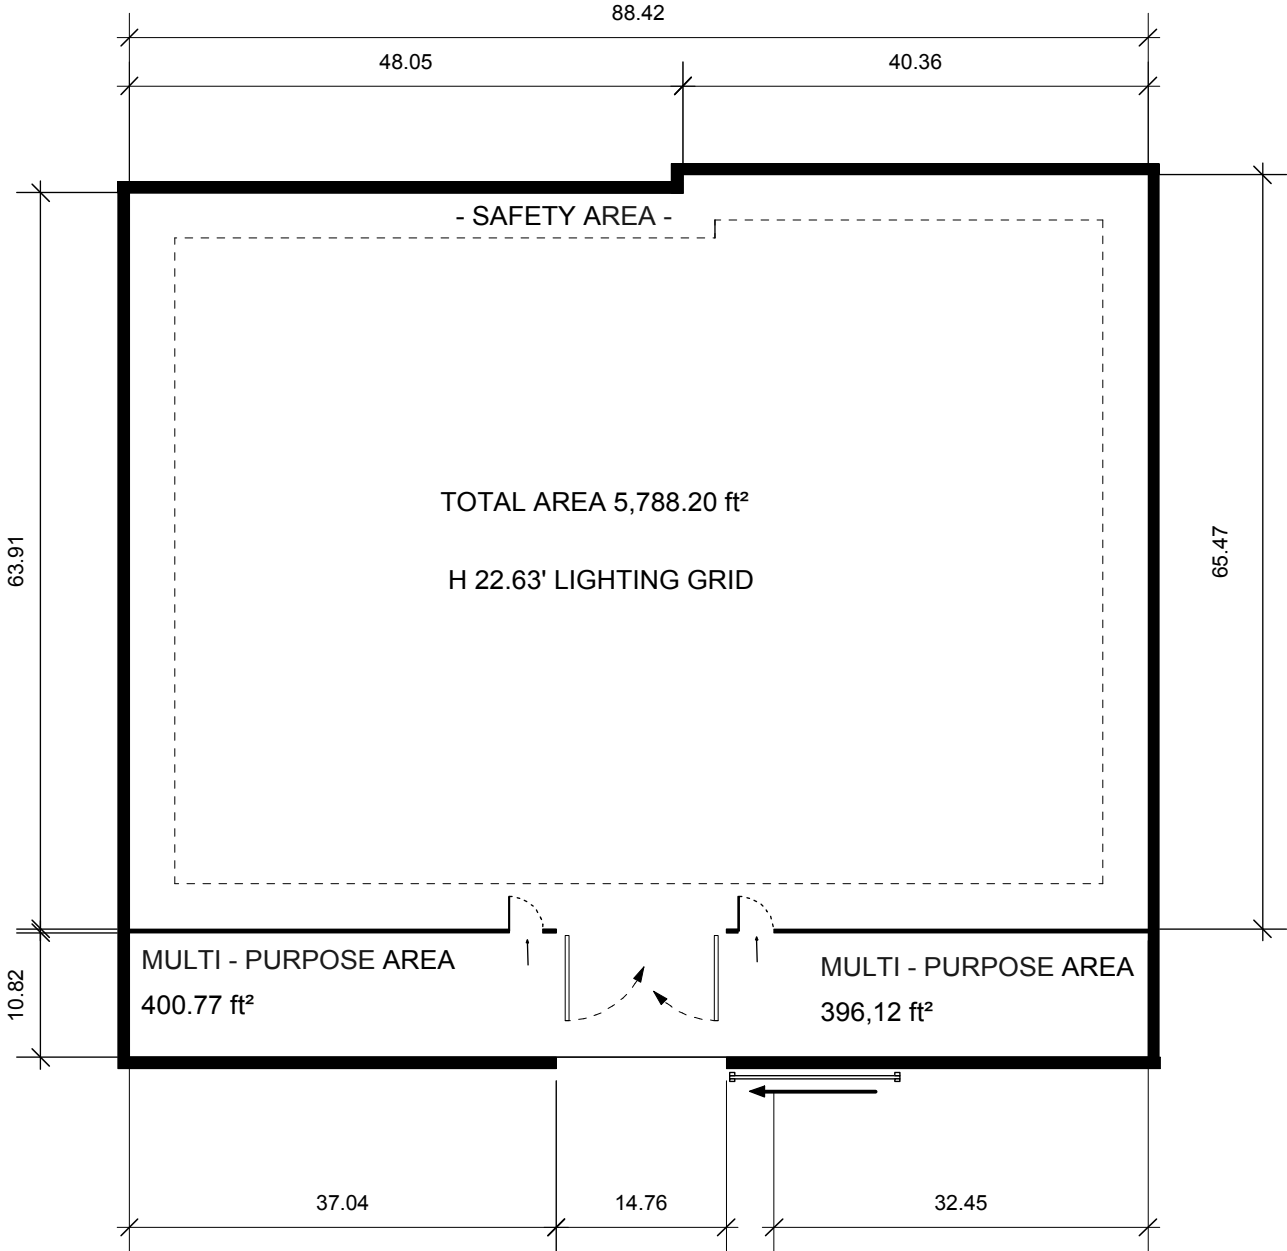 88.42
48.05
40.36
- SAFETY AREA -
TOTAL AREA 5,788.20 ft²
63.91
65.47
H 22.63' LIGHTING GRID
MULTI - PURPOSE AREA
400.77 ft²
MULTI - PURPOSE AREA
396,12 ft²
10.82
37.04
14.76
32.45